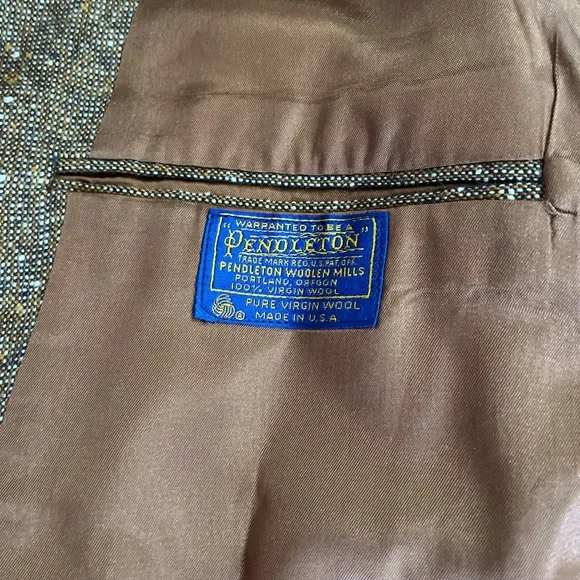 WARRANTED TO BE A
"PENDLETON"
TRADE MARK REG. U.S. PAT. OFF.
PENDLETON WOOLEN MILLS
PORTLAND, OREGON
100% VIRGIN WOOL
® PURE VIRGIN WOOL
MADE IN U.S.A.